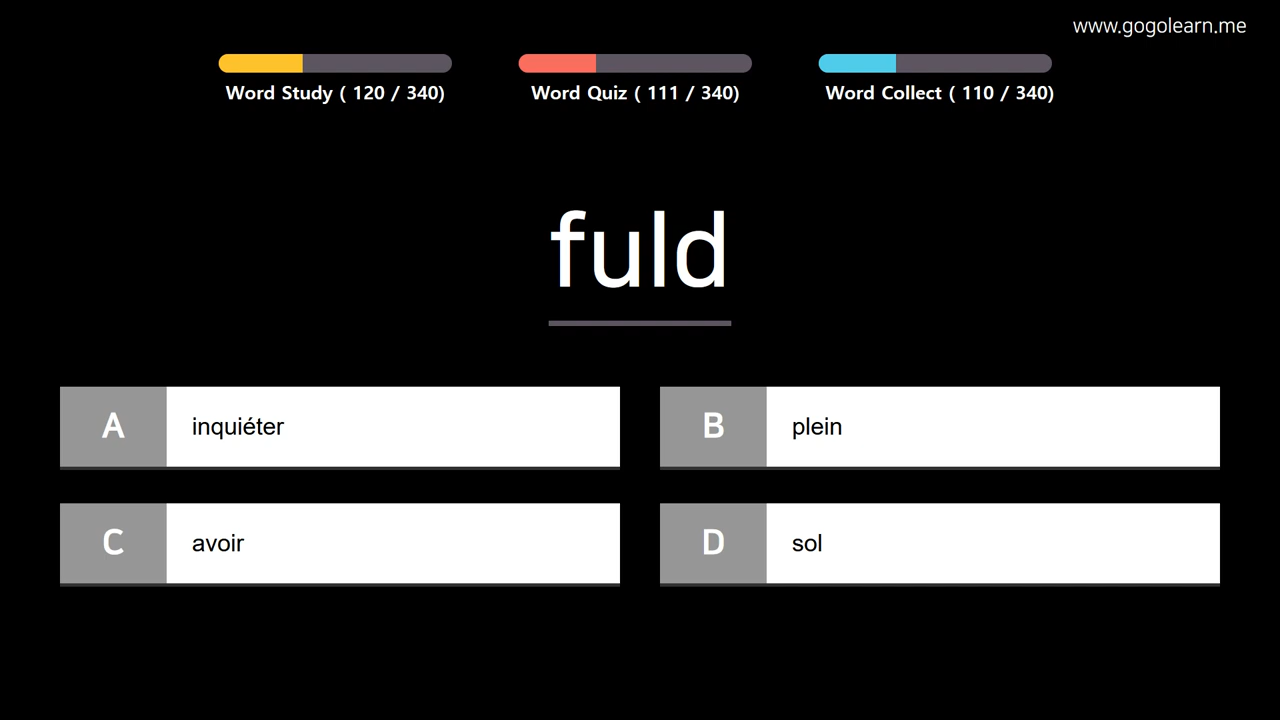 www.gogolearn.me
Word Study ( 120 / 340)
Word Quiz ( 111 / 340)
Word Collect ( 110 / 340)
fuld
A inquiéter
B plein
C avoir
D sol